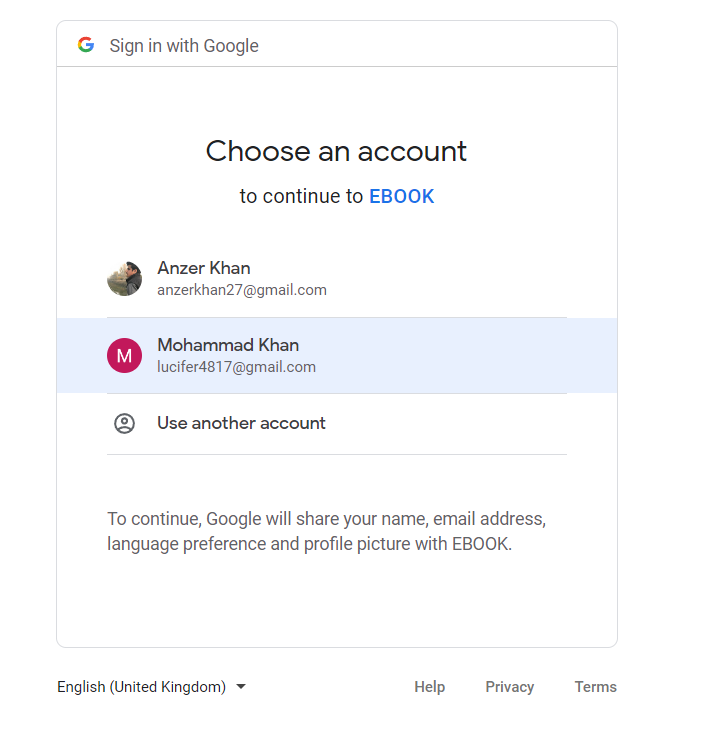 Sign in with Google
Choose an account
to continue to EBOOK
Anzer Khan
anzerkhan27@gmail.com
M
Mohammad Khan
lucifer4817@gmail.com
Use another account
To continue, Google will share your name, email address,
language preference and profile picture with EBOOK.
English (United Kingdom)
Help Privacy Terms